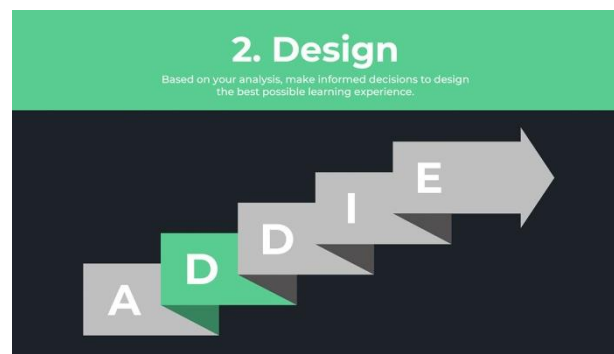 2. Design
Based on your analysis, make informed decisions to design
the best possible learning experience.
A
D
D
I
E